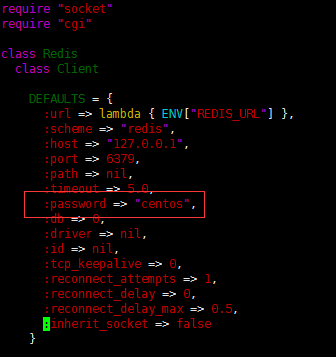 require "socket"
require "cgi"
class Redis
class Client
DEFAULTS = {
:url => lambda { ENV["REDIS_URL"] },
:scheme => "redis",
:host => "127.0.0.1",
:port => 6379,
:path => nil,
:timeout => 5.0,
:password => "centos",
:db => 0,
:driver => nil,
:id => nil,
:tcp_keepalive => 0,
:reconnect_attempts => 1,
:reconnect_delay => 0,
:reconnect_delay_max => 0.5,
:inherit_socket => false
}